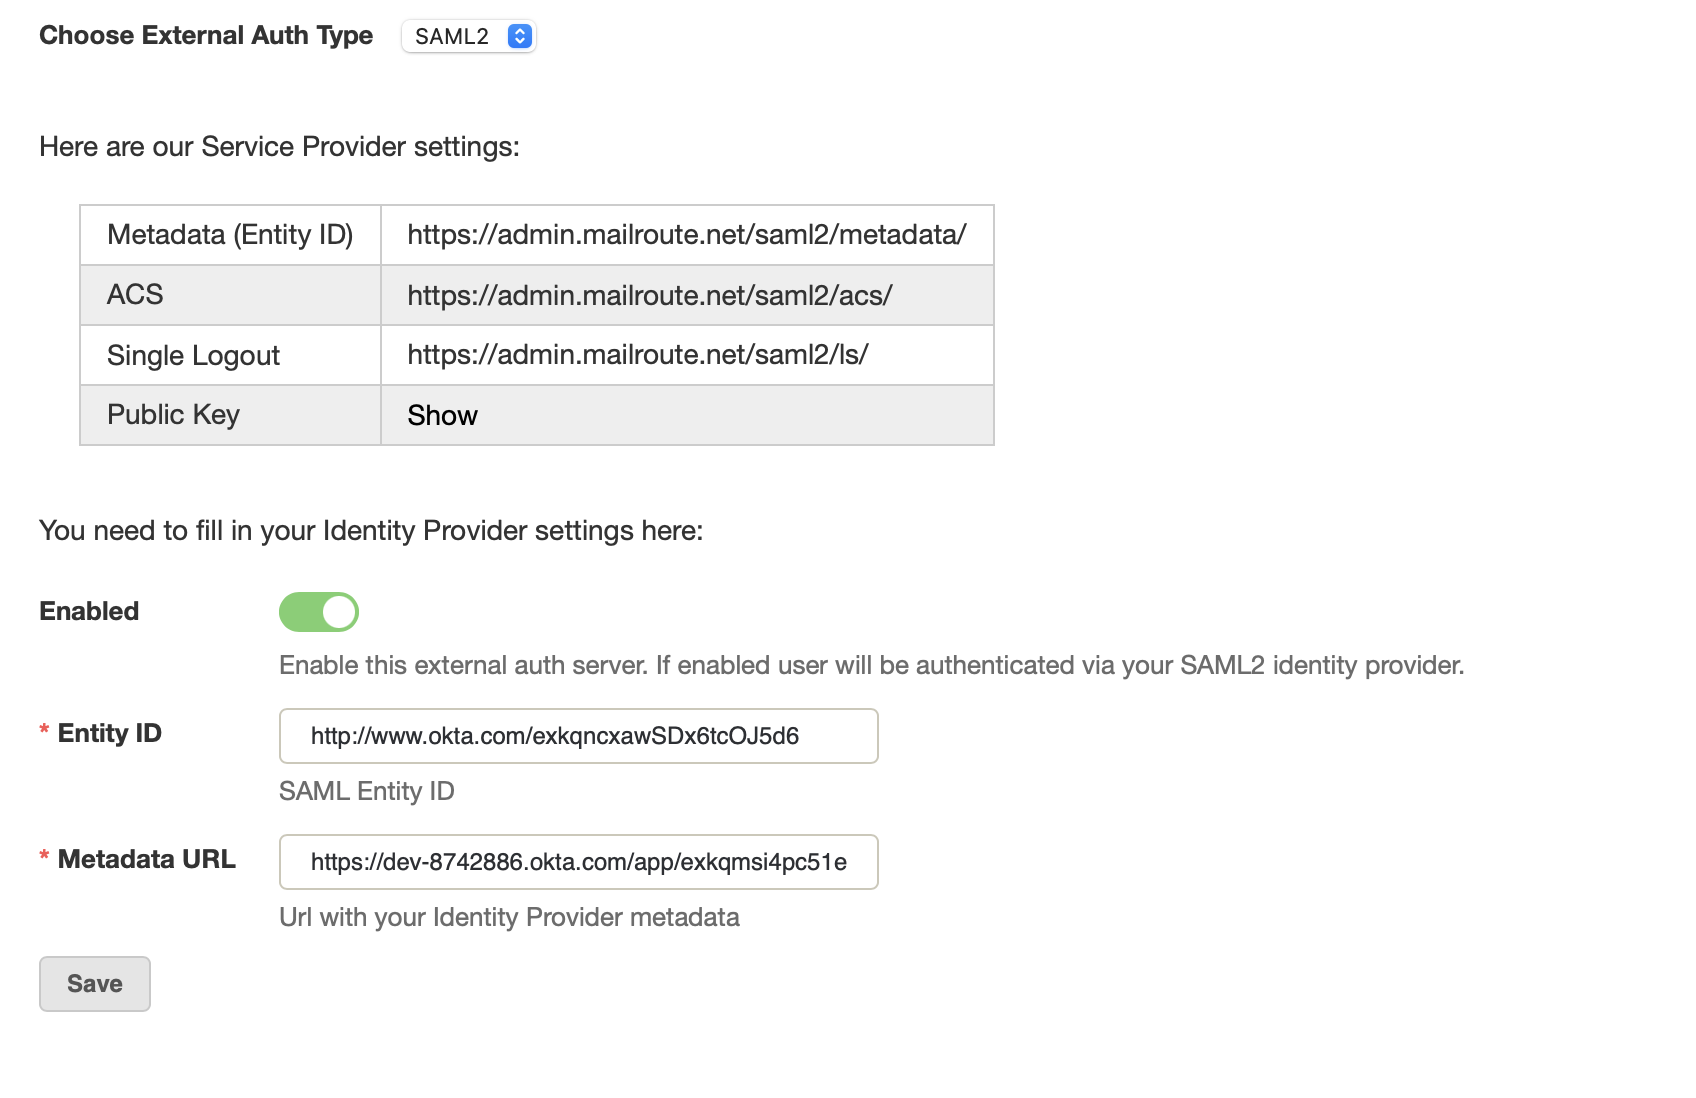 Choose External Auth Type SAML2
Here are our Service Provider settings:
Metadata (Entity ID) https://admin.mailroute.net/saml2/metadata/
ACS https://admin.mailroute.net/saml2/acs/
Single Logout https://admin.mailroute.net/saml2/ls/
Public Key Show
You need to fill in your Identity Provider settings here:
Enabled
Enable this external auth server. If enabled user will be authenticated via your SAML2 identity provider.
* Entity ID http://www.okta.com/exkqncxawSDx6tcOJ5d6
SAML Entity ID
* Metadata URL https://dev-8742886.okta.com/app/exkqmsi4pc51e
Url with your Identity Provider metadata
Save